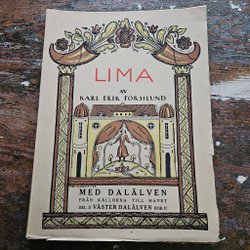 LIMA
AV
KARL ERIK FORSSLUND
MED DALÄLVEN
FRÅN KÄLLORNA TILL HAVET
DEL II VÄSTER DALÄLVEN BOK II